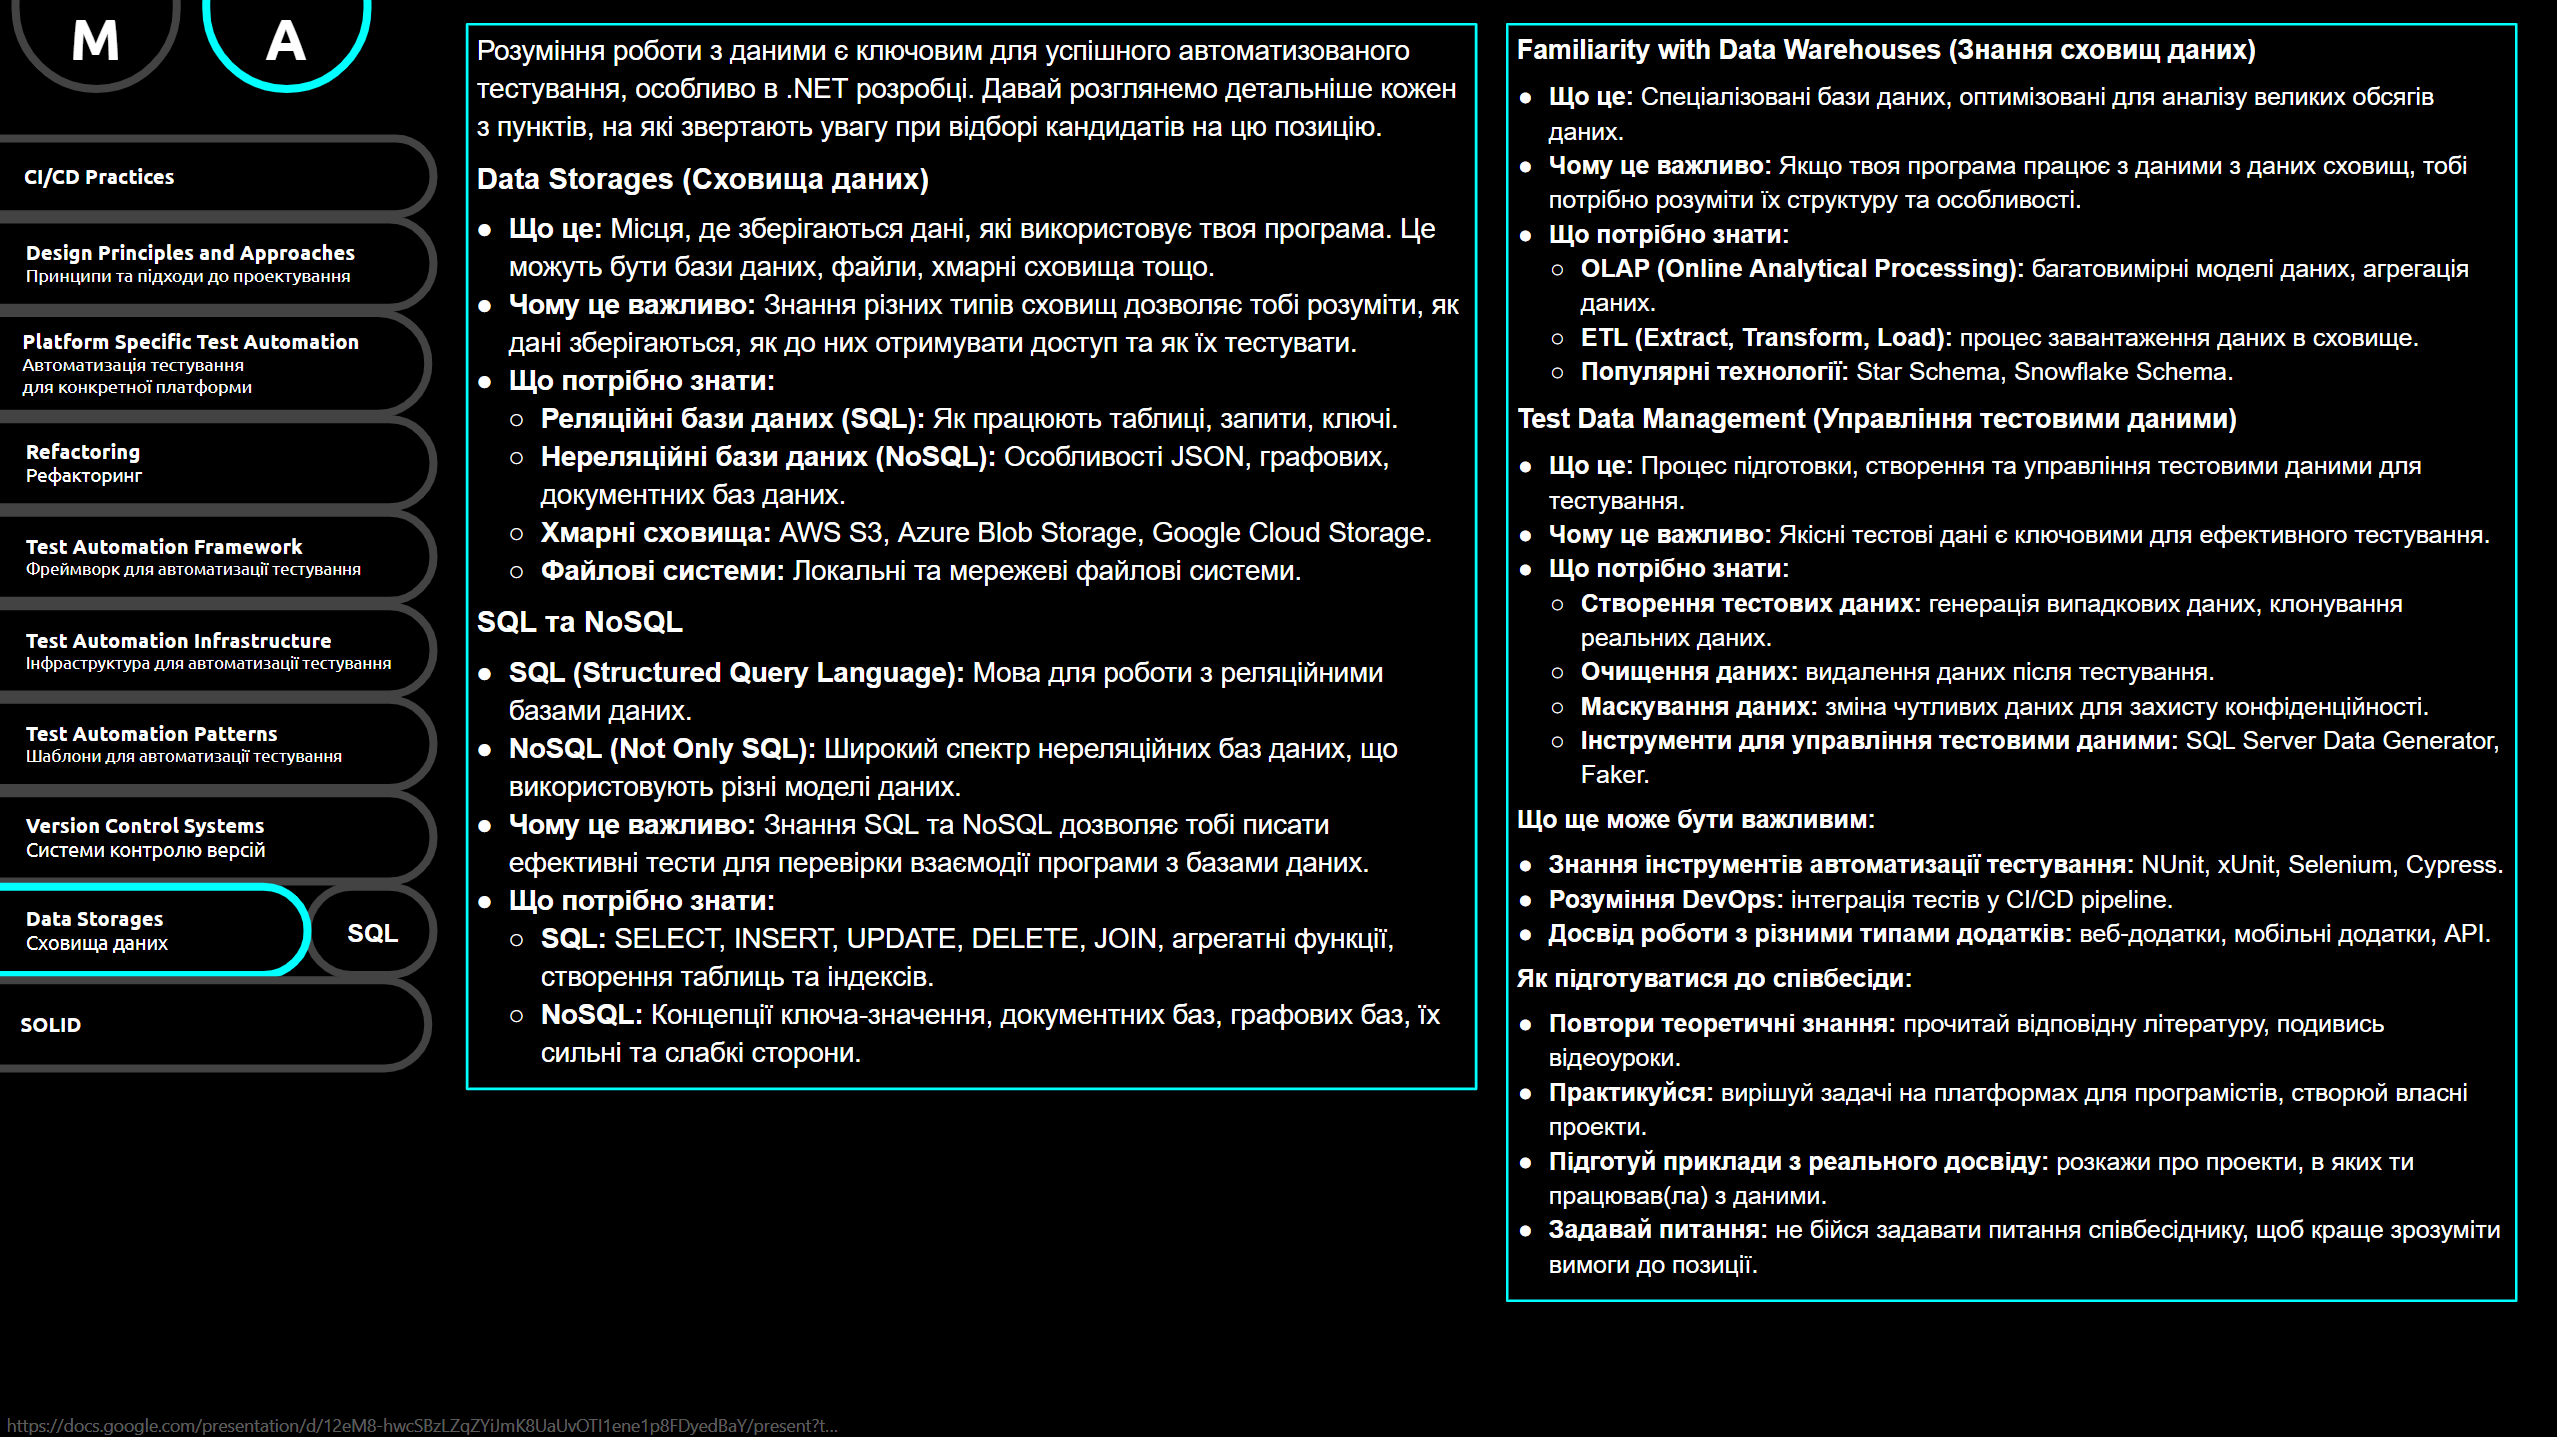 M
A
CI/CD Practices
Design Principles and Approaches
Принципи та підходи до проектування
Platform Specific Test Automation
Автоматизація тестування
для конкретної платформи
Refactoring
Рефакторинг
Test Automation Framework
Фреймворк для автоматизації тестування
Test Automation Infrastructure
Інфраструктура для автоматизації тестування
Test Automation Patterns
Шаблони для автоматизації тестування
Version Control Systems
Системи контролю версій
Data Storages
Сховища даних
SQL
SOLID
Розуміння роботи з даними є ключовим для успішного автоматизованого
тестування, особливо в .NET розробці. Давай розглянемо детальніше кожен
з пунктів, на які звертають увагу при відборі кандидатів на цю позицію.
Data Storages (Сховища даних)
● Що це: Місця, де зберігаються дані, які використовує твоя програма. Це
можуть бути бази даних, файли, хмарні сховища тощо.
● Чому це важливо: Знання різних типів сховищ дозволяє тобі розуміти, як
дані зберігаються, як до них отримувати доступ та як їх тестувати.
● Що потрібно знати:
○ Реляційні бази даних (SQL): Як працюють таблиці, запити, ключі.
○ Нереляційні бази даних (NoSQL): Особливості JSON, графових,
документних баз даних.
○ Хмарні сховища: AWS S3, Azure Blob Storage, Google Cloud Storage.
○ Файлові системи: Локальні та мережеві файлові системи.
SQL та NoSQL
● SQL (Structured Query Language): Мова для роботи з реляційними
базами даних.
● NoSQL (Not Only SQL): Широкий спектр нереляційних баз даних, що
використовують різні моделі даних.
● Чому це важливо: Знання SQL та NoSQL дозволяє тобі писати
ефективні тести для перевірки взаємодії програми з базами даних.
● Що потрібно знати:
○ SQL: SELECT, INSERT, UPDATE, DELETE, JOIN, агрегатні функції,
створення таблиць та індексів.
○ NoSQL: Концепції ключа-значення, документних баз, графових баз, їх
сильні та слабкі сторони.
Familiarity with Data Warehouses (Знання сховищ даних)
● Що це: Спеціалізовані бази даних, оптимізовані для аналізу великих обсягів
даних.
● Чому це важливо: Якщо твоя програма працює з даними з даних сховищ, тобі
потрібно розуміти їх структуру та особливості.
● Що потрібно знати:
○ OLAP (Online Analytical Processing): багатовимірні моделі даних, агрегація
даних.
○ ETL (Extract, Transform, Load): процес завантаження даних в сховище.
○ Популярні технології: Star Schema, Snowflake Schema.
Test Data Management (Управління тестовими даними)
● Що це: Процес підготовки, створення та управління тестовими даними для
тестування.
● Чому це важливо: Якісні тестові дані є ключовими для ефективного тестування.
● Що потрібно знати:
○ Створення тестових даних: генерація випадкових даних, клонування
реальних даних.
○ Очищення даних: видалення даних після тестування.
○ Маскування даних: зміна чутливих даних для захисту конфіденційності.
○ Інструменти для управління тестовими даними: SQL Server Data Generator,
Faker.
Що ще може бути важливим:
● Знання інструментів автоматизації тестування: NUnit, xUnit, Selenium, Cypress.
● Розуміння DevOps: інтеграція тестів у CI/CD pipeline.
● Досвід роботи з різними типами додатків: веб-додатки, мобільні додатки, API.
Як підготуватися до співбесіди:
● Повтори теоретичні знання: прочитай відповідну літературу, подивись
відеоуроки.
● Практикуйся: вирішуй задачі на платформах для програмістів, створюй власні
проекти.
● Підготуй приклади з реального досвіду: розкажи про проекти, в яких ти
працював(ла) з даними.
● Задавай питання: не бійся задавати питання співбесіднику, щоб краще зрозуміти
вимоги до позиції.
https://docs.google.com/presentation/d/12eM8-hwcSBzLZqZYiJmK8UaUvOTI1ene1p8FDyedBaY/present?t...